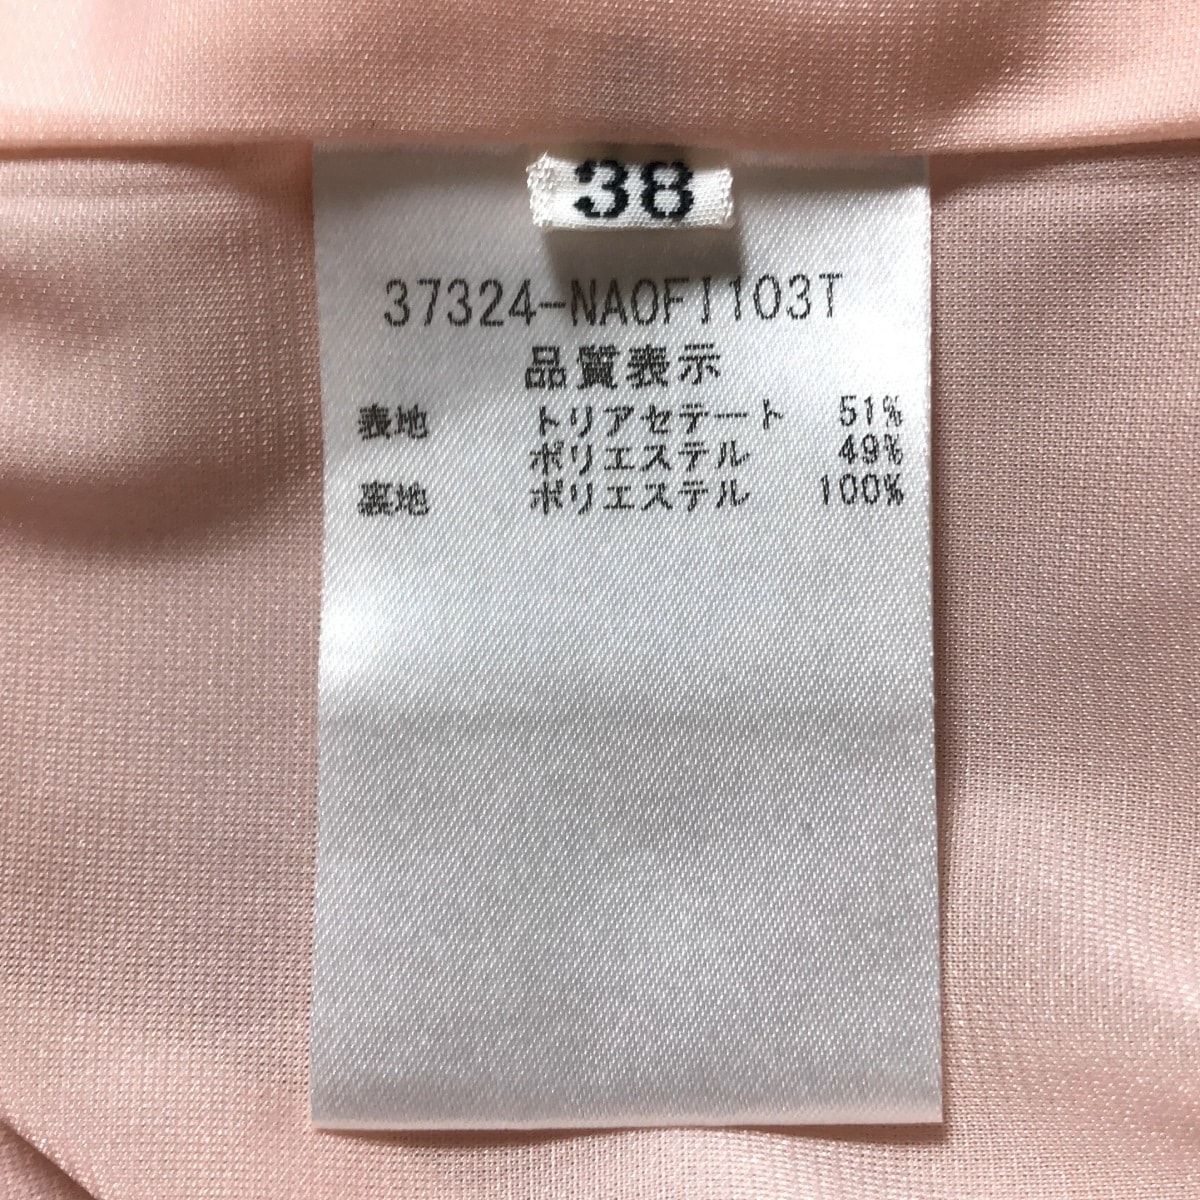 38
37324-NAOFI103T
品質表示
表地 トリアセテート 51%
ポリエステル 49%
裏地 ポリエステル 100%